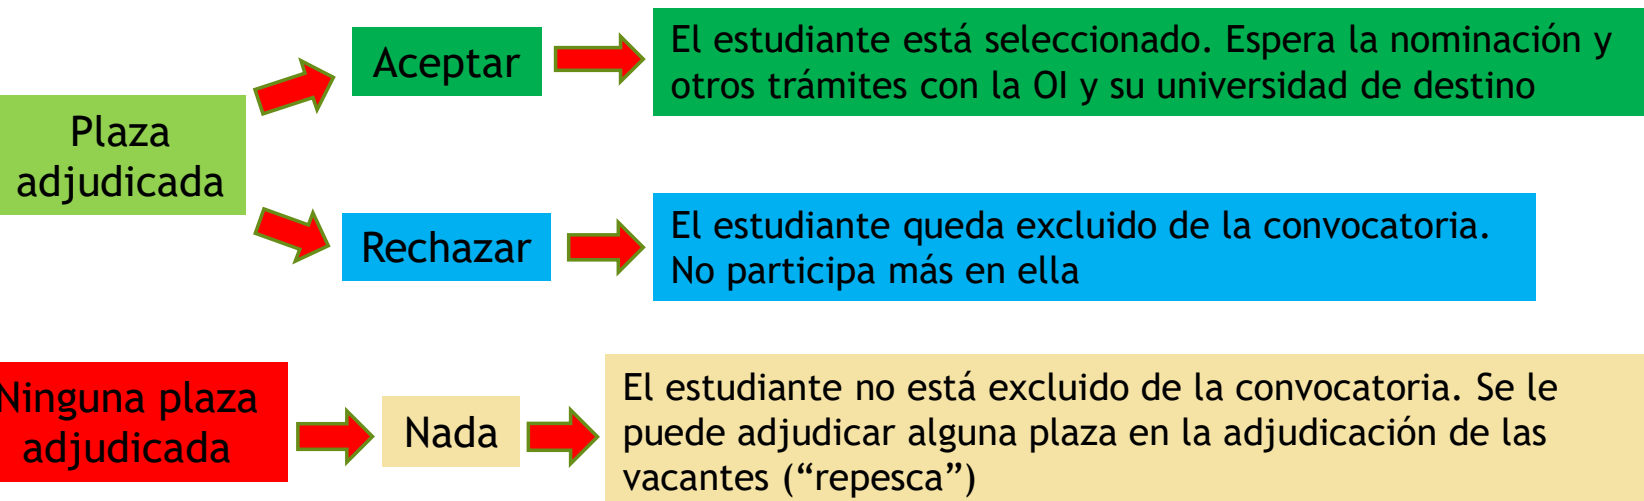 Plaza
adjudicada
Aceptar
El estudiante está seleccionado. Espera la nominación y
otros trámites con la OI y su universidad de destino
Rechazar
El estudiante queda excluido de la convocatoria.
No participa más en ella
Ninguna plaza
adjudicada
Nada
El estudiante no está excluido de la convocatoria. Se le
puede adjudicar alguna plaza en la adjudicación de las
vacantes (“repesca”)